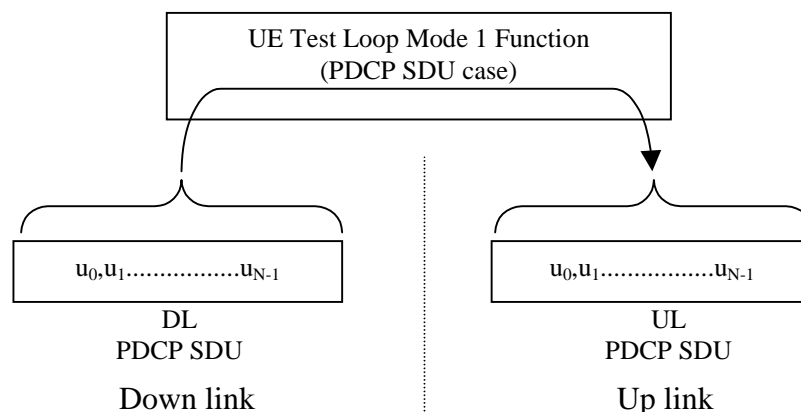 UE Test Loop Mode 1 Function
(PDCP SDU case)
u0,u1..................uN-1
DL
PDCP SDU
Down link
u0,u1..................uN-1
UL
PDCP SDU
Up link